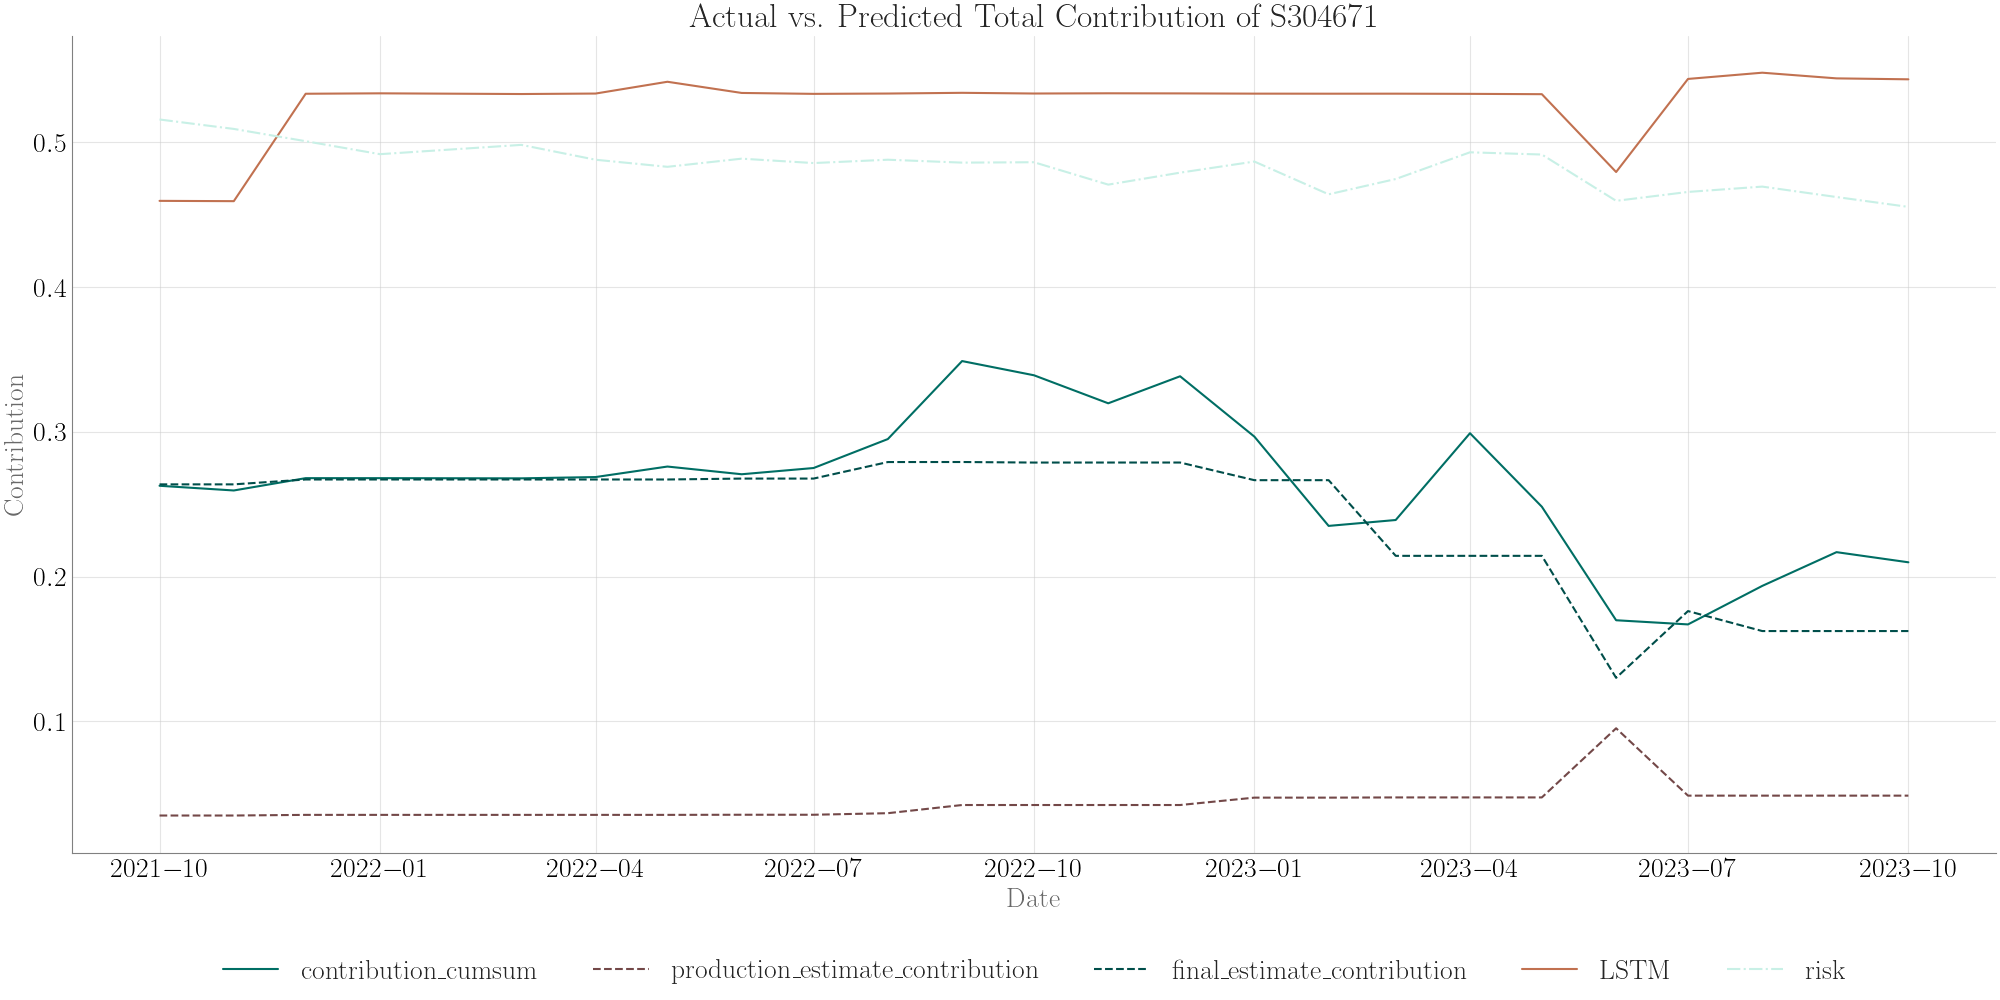 Actual vs. Predicted Total Contribution of S304671
0.5
0.4
0.3
0.2
0.1
Contribution
2021−10 2022−01 2022−04 2022−07 2022−10 2023−01 2023−04 2023−07 2023−10
Date
contribution_cumsum production_estimate_contribution final_estimate_contribution LSTM risk